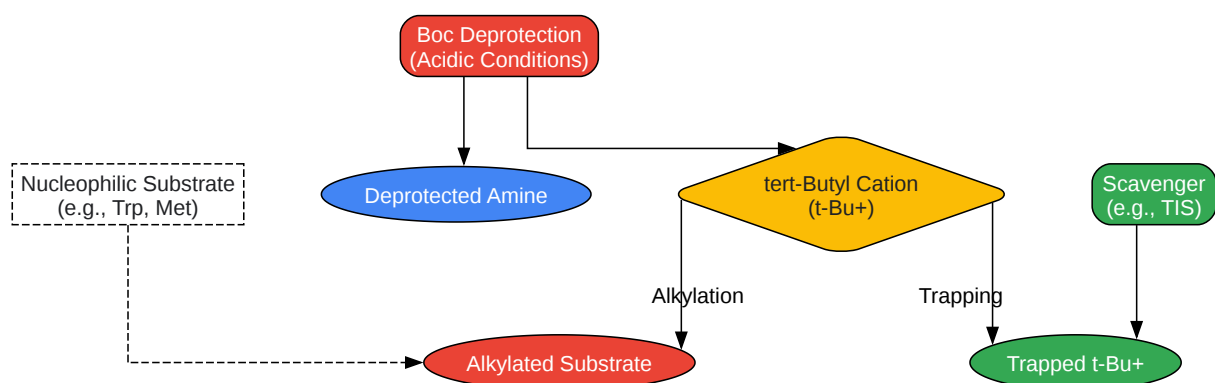 Boc Deprotection
(Acidic Conditions)
Nucleophilic Substrate
(e.g., Trp, Met)
Deprotected Amine
tert-Butyl Cation
(t-Bu+)
Scavenger
(e.g., TIS)
Alkylation
Trapping
Alkylated Substrate
Trapped t-Bu+